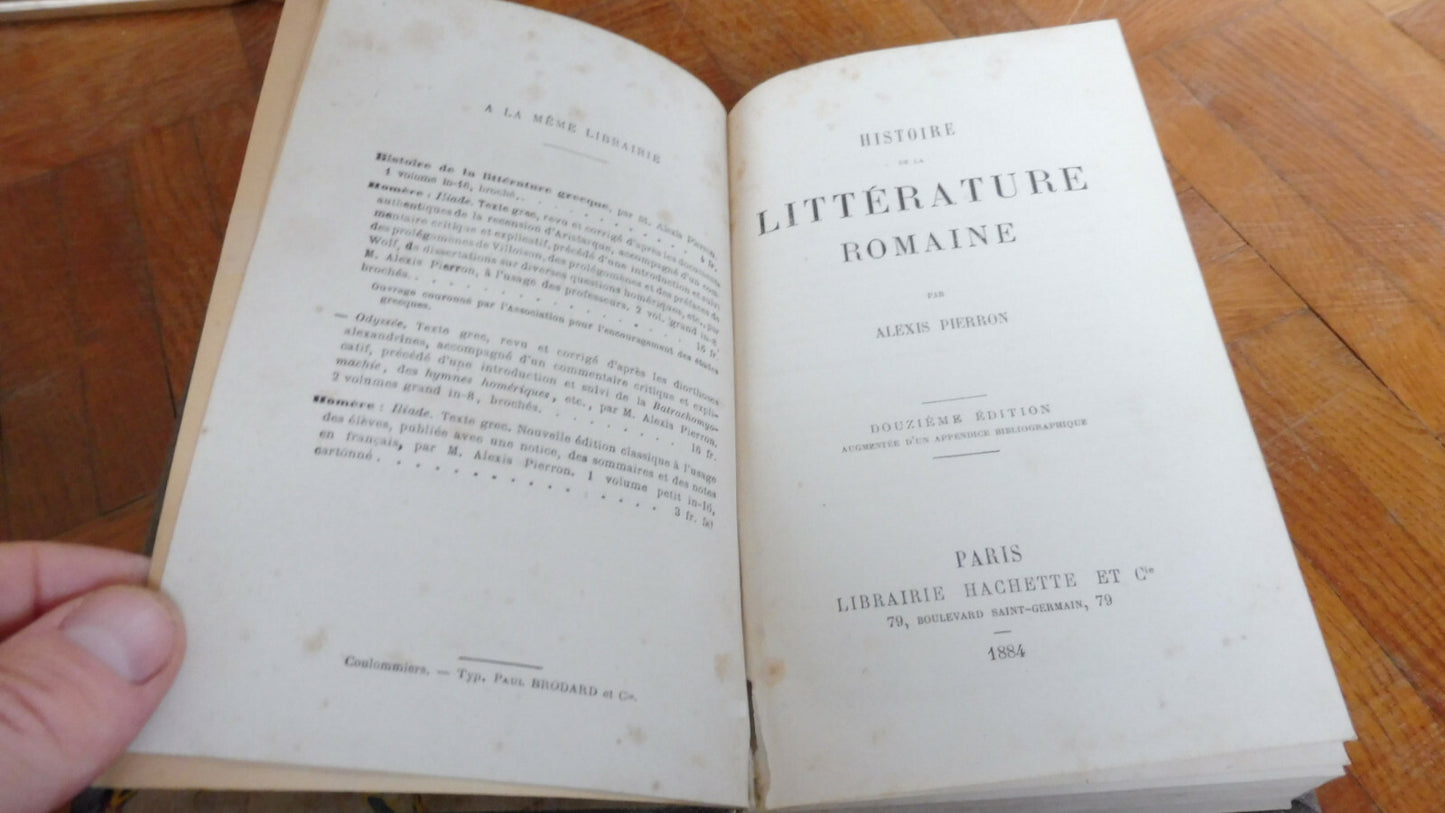 A LA MÊME LIBRAIRIE
Histoire de la littérature grecque, par M. Alexis Pierron.
1 volume in-16, broché. . . . . . . . . . . . 4 fr.
Homère : Iliade. Texte grec, revu et corrigé d'après les documents
authentiques de la recension d'Aristarque, accompagné d'un com-
mentaire critique et explicatif, précédé d'une introduction et suivi
des prolégomènes de Villoison, des prolégomènes et des préfaces de
Wolf, de dissertations sur diverses questions homériques, etc., par
M. Alexis Pierron, à l'usage des professeurs. 2 vol. grand in-8
brochés. . . . . . . . . . . . 16 fr.
Ouvrage couronné par l'Association pour l'encouragement des études
grecques.
— Odyssée, Texte grec, revu et corrigé d'après les diorthoses
alexandrines, accompagné d'un commentaire critique et expli-
catif, précédé d'une introduction et suivi de la Batrachomyo-
machie, des hymnes homériques, etc., par M. Alexis Pierron,
2 volumes grand in-8, brochés. . . . . . . . 16 fr.
Homère : Iliade. Texte grec. Nouvelle édition classique à l'usage
des élèves, publiée avec une notice, des sommaires et des notes
en français, par M. Alexis Pierron. 1 volume petit in-16,
cartonné . . . . . . . . . . . . 3 fr. 50
Coulommiers. — Typ. PAUL BRODARD et Cie.
HISTOIRE
DE LA
LITTÉRATURE
ROMAINE
PAR
ALEXIS PIERRON
DOUZIÈME ÉDITION
AUGMENTÉE D'UN APPENDICE BIBLIOGRAPHIQUE
PARIS
LIBRAIRIE HACHETTE ET Cie
79, BOULEVARD SAINT-GERMAIN, 79
1884